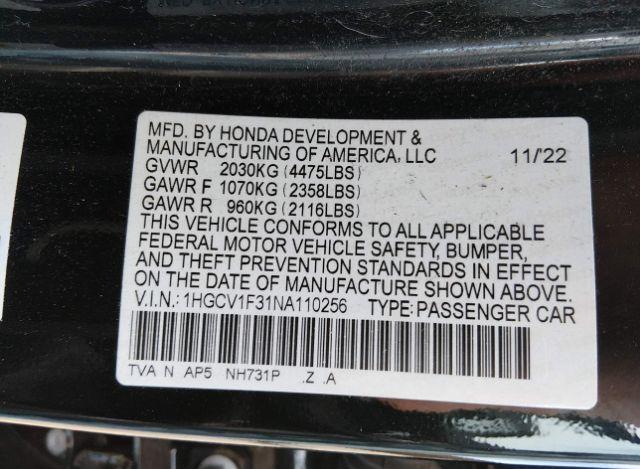 MFD. BY HONDA DEVELOPMENT &
MANUFACTURING OF AMERICA, LLC 11/'22
GVWR 2030KG (4475LBS)
GAWR F 1070KG (2358LBS)
GAWR R 960KG (2116LBS)
THIS VEHICLE CONFORMS TO ALL APPLICABLE
FEDERAL MOTOR VEHICLE SAFETY, BUMPER,
AND THEFT PREVENTION STANDARDS IN EFFECT
ON THE DATE OF MANUFACTURE SHOWN ABOVE.
V.I.N.: 1HGCV1F31NA110256 TYPE: PASSENGER CAR
TVA N AP5 NH731P .Z .A